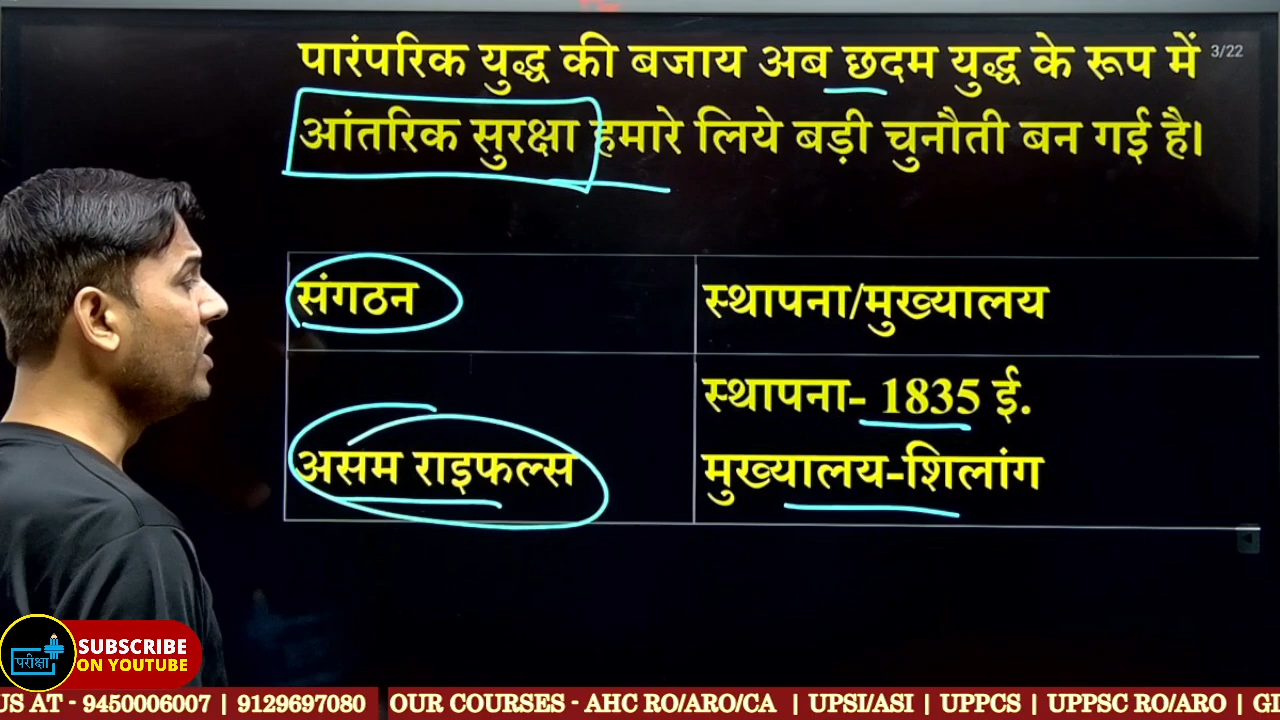 पारंपरिक युद्ध की बजाय अब छदम युद्ध के रूप में
3/22
आंतरिक सुरक्षा हमारे लिये बड़ी चुनौती बन गई है।
संगठन
स्थापना/मुख्यालय
स्थापना- 1835 ई.
असम राइफल्स
मुख्यालय-शिलांग
परीक्षा
SUBSCRIBE
ON YOUTUBE
US AT - 9450006007 | 9129697080 OUR COURSES - AHC RO/ARO/CA | UPSI/ASI | UPPCS | UPPSC RO/ARO |